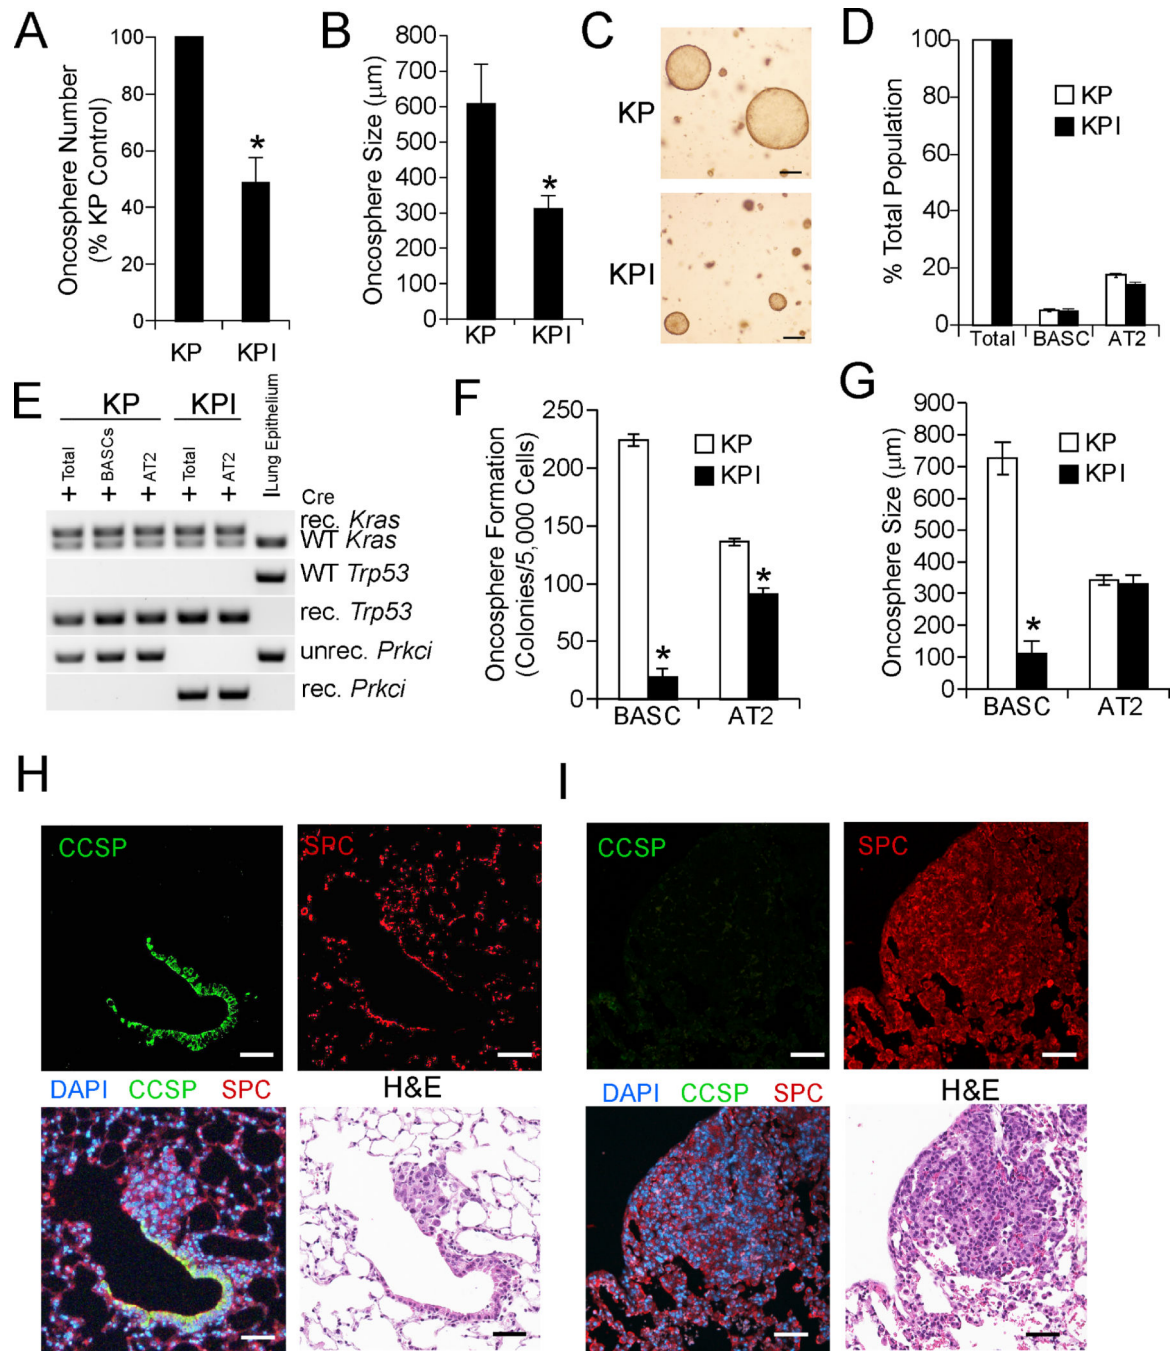 A
Oncosphere Number
(% KP Control)
100
80
60
40
20
0
*
KP
KPI
B
Oncosphere Size (μm)
800
700
600
500
400
300
200
100
0
*
KP
KPI
C
KP
KPI
D
% Total Population
100
80
60
40
20
0
KP
KPI
Total
BASC
AT2
E
KP
KPI
Total
BASCs
AT2
Total
AT2
Lung Epithelium
+ + + + + – Cre
rec. Kras
WT Kras
WT Trp53
rec. Trp53
unrec. Prkci
rec. Prkci
F
Oncosphere Formation
(Colonies/5,000 Cells)
250
200
150
100
50
0
KP
KPI
*
*
BASC
AT2
G
Oncosphere Size (μm)
900
800
700
600
500
400
300
200
100
0
KP
KPI
*
BASC
AT2
H
CCSP
SPC
DAPI CCSP SPC
H&E
I
CCSP
SPC
DAPI CCSP SPC
H&E